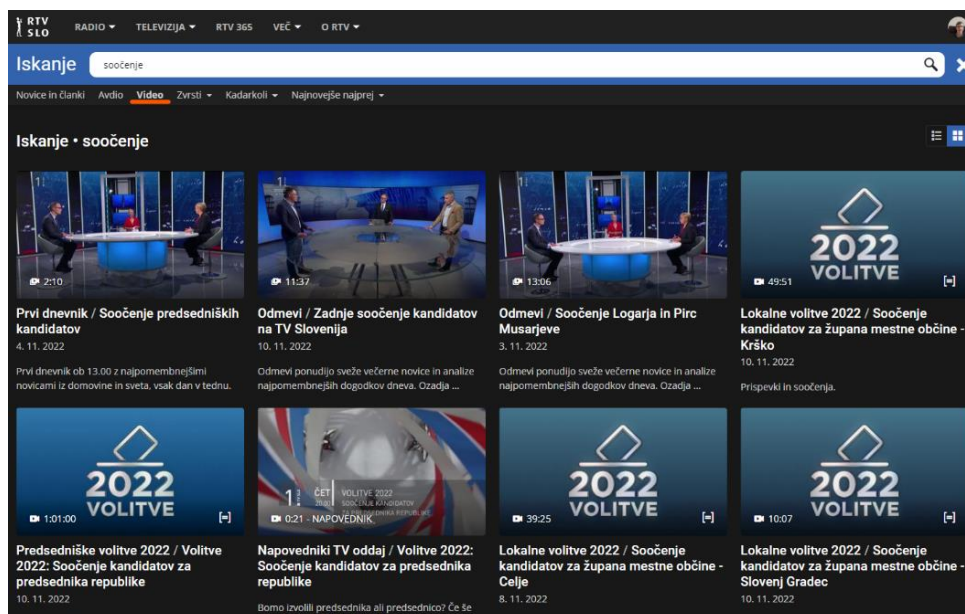 RTV
SLO
RADIO
TELEVIZIJA
RTV 365
VEČ
O RTV
Iskanje
soočenje
Novice in članki
Avdio
Video
Zvrsti
Kadarkoli
Najnovejše najprej
Iskanje • soočenje
2:10
11:37
13:06
2022
VOLITVE
49:51
Prvi dnevnik / Soočenje predsedniških
kandidatov
4. 11. 2022
Prvi dnevnik ob 13.00 z najpomembnejšimi
novicami iz domovine in sveta, vsak dan v tednu.
Odmevi / Zadnje soočenje kandidatov
na TV Slovenija
10. 11. 2022
Odmevi ponudijo sveže večerne novice in analize
najpomembnejših dogodkov dneva. Ozadja ...
Odmevi / Soočenje Logarja in Pirc
Musarjeve
3. 11. 2022
Odmevi ponudijo sveže večerne novice in analize
najpomembnejših dogodkov dneva. Ozadja ...
Lokalne volitve 2022 / Soočenje
kandidatov za župana mestne občine -
Krško
10. 11. 2022
Prispevki in soočenja.
2022
VOLITVE
1:01:00
ČET
20.00
VOLITVE 2022
SOOČENJE KANDIDATOV
ZA PREDSEDNIKA REPUBLIKE
0:21 - NAPOVEDNIK
2022
VOLITVE
39:25
2022
VOLITVE
10:07
Predsedniške volitve 2022 / Volitve
2022: Soočenje kandidatov za
predsednika republike
10. 11. 2022
Napovedniki TV oddaj / Volitve 2022:
Soočenje kandidatov za predsednika
republike
Bomo izvolili predsednika ali predsednico? Če še
Lokalne volitve 2022 / Soočenje
kandidatov za župana mestne občine -
Celje
8. 11. 2022
Lokalne volitve 2022 / Soočenje
kandidatov za župana mestne občine -
Slovenj Gradec
10. 11. 2022